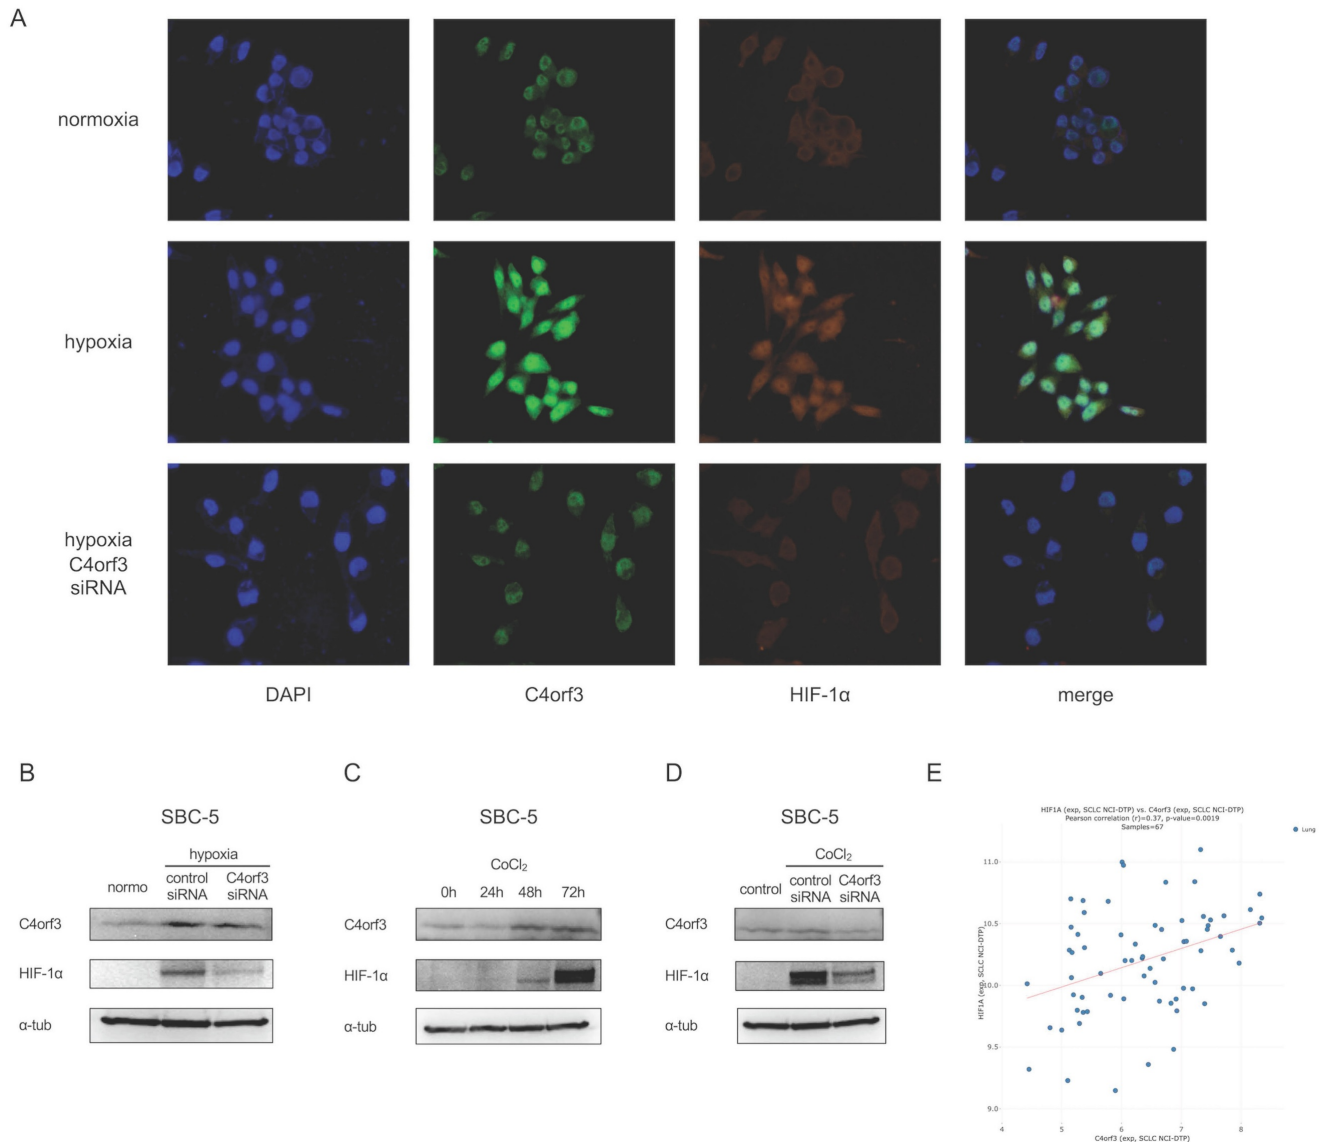 A
normoxia
hypoxia
hypoxia
C4orf3
siRNA
DAPI
C4orf3
HIF-1α
merge
B
SBC-5
hypoxia
normo
control
siRNA
C4orf3
siRNA
C4orf3
HIF-1α
α-tub
C
SBC-5
CoCl₂
0h 24h 48h 72h
C4orf3
HIF-1α
α-tub
D
SBC-5
CoCl₂
control
control
siRNA
C4orf3
siRNA
C4orf3
HIF-1α
α-tub
E
HIF1A (exp, SCLC NCI-DTP) vs. C4orf3 (exp, SCLC NCI-DTP)
Pearson correlation (r)=0.37, p-value=0.0019
Samples=67
Lung
HIF1A (exp, SCLC NCI-DTP)
11.0
10.5
10.0
9.5
9.0
4 5 6 7 8
C4orf3 (exp, SCLC NCI-DTP)